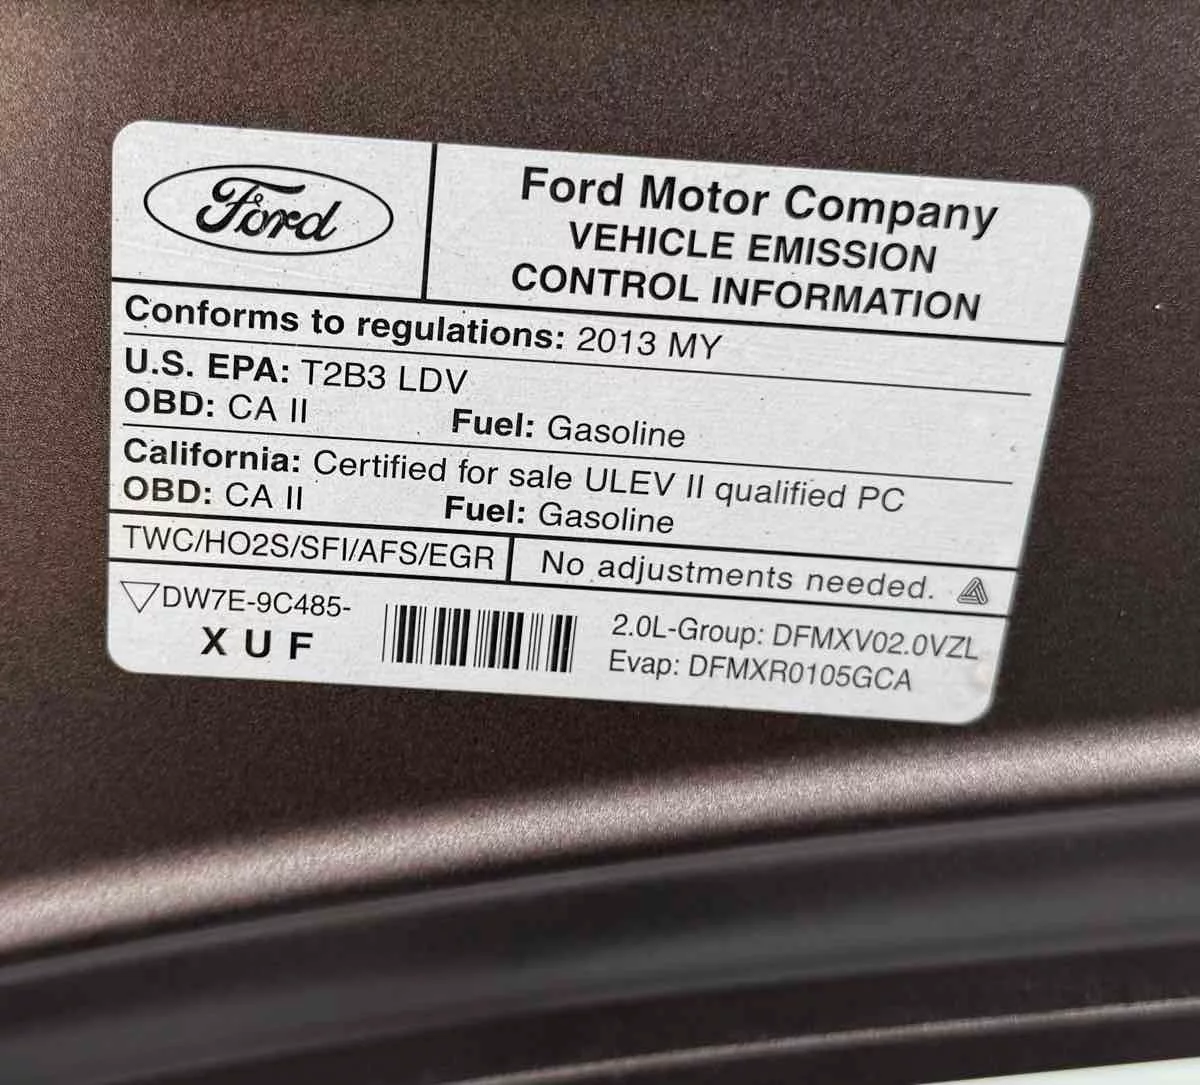 Ford
Ford Motor Company
VEHICLE EMISSION
CONTROL INFORMATION
Conforms to regulations: 2013 MY
U.S. EPA: T2B3 LDV
OBD: CA II Fuel: Gasoline
California: Certified for sale ULEV II qualified PC
OBD: CA II Fuel: Gasoline
TWC/HO2S/SFI/AFS/EGR
No adjustments needed.
DW7E-9C485-
X U F
2.0L-Group: DFMXV02.0VZL
Evap: DFMXR0105GCA